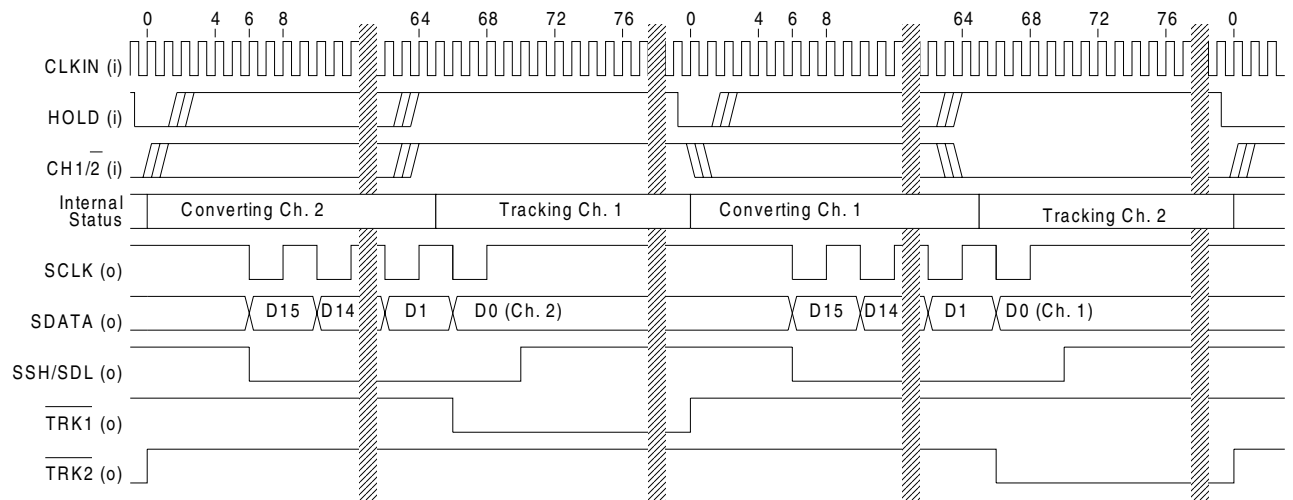 0 4 6 8 64 68 72 76 0 4 6 8 64 68 72 76 0
CLKIN (i)
HOLD (i)
CH1/2̅ (i)
Internal
Status
Converting Ch. 2 Tracking Ch. 1 Converting Ch. 1 Tracking Ch. 2
SCLK (o)
SDATA (o) D15 D14 D1 D0 (Ch. 2) D15 D14 D1 D0 (Ch. 1)
SSH/SDL (o)
T̅R̅K̅1̅ (o)
T̅R̅K̅2̅ (o)